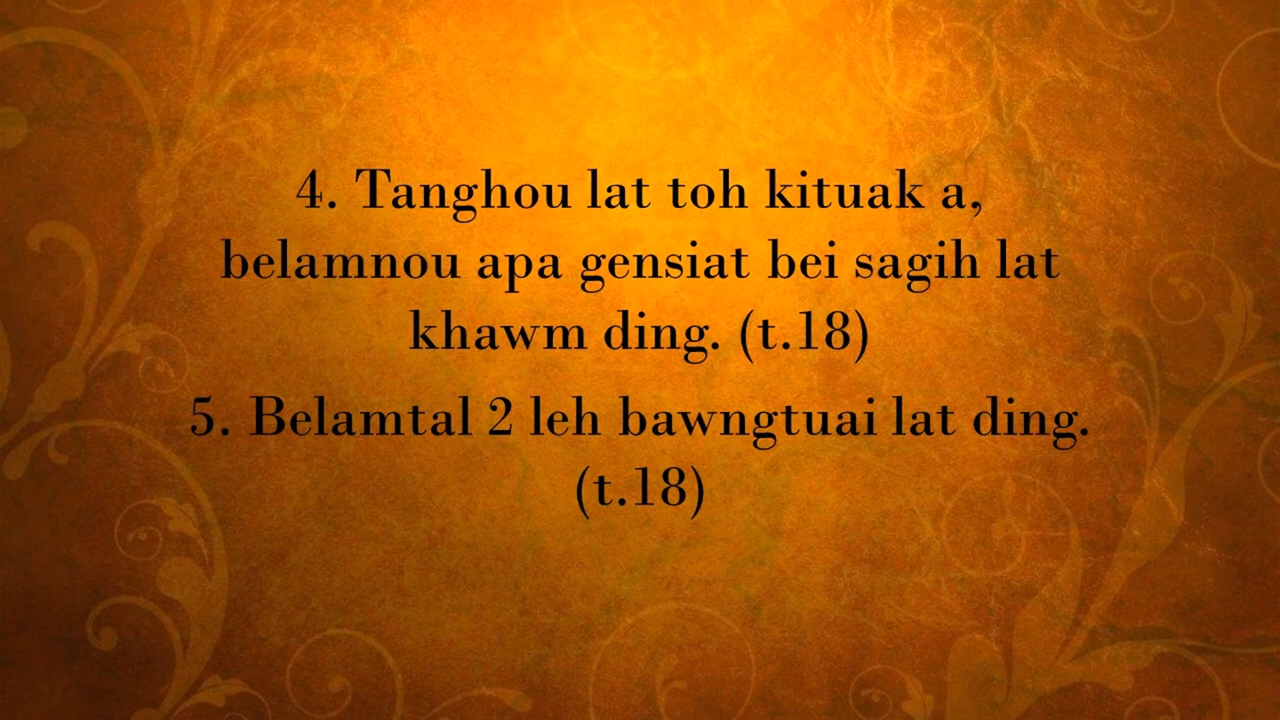 4. Tanghou lat toh kituak a,
belamnou apa gensiat bei sagih lat
khawm ding. (t.18)
5. Belamtal 2 leh bawngtuai lat ding.
(t.18)